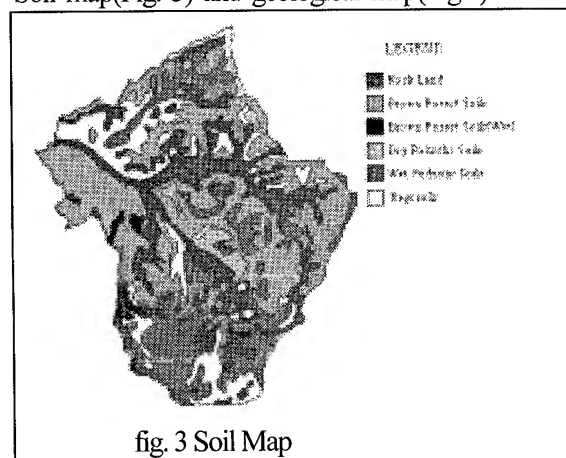 Soil map(Fig. 3) and geological map(Fig.
LEGEND
Rock Land
Brown Forest Soils
Brown Forest Soils(Wet)
Dry Podzolic Soils
Wet Podzolic Soils
Regosols
fig. 3 Soil Map